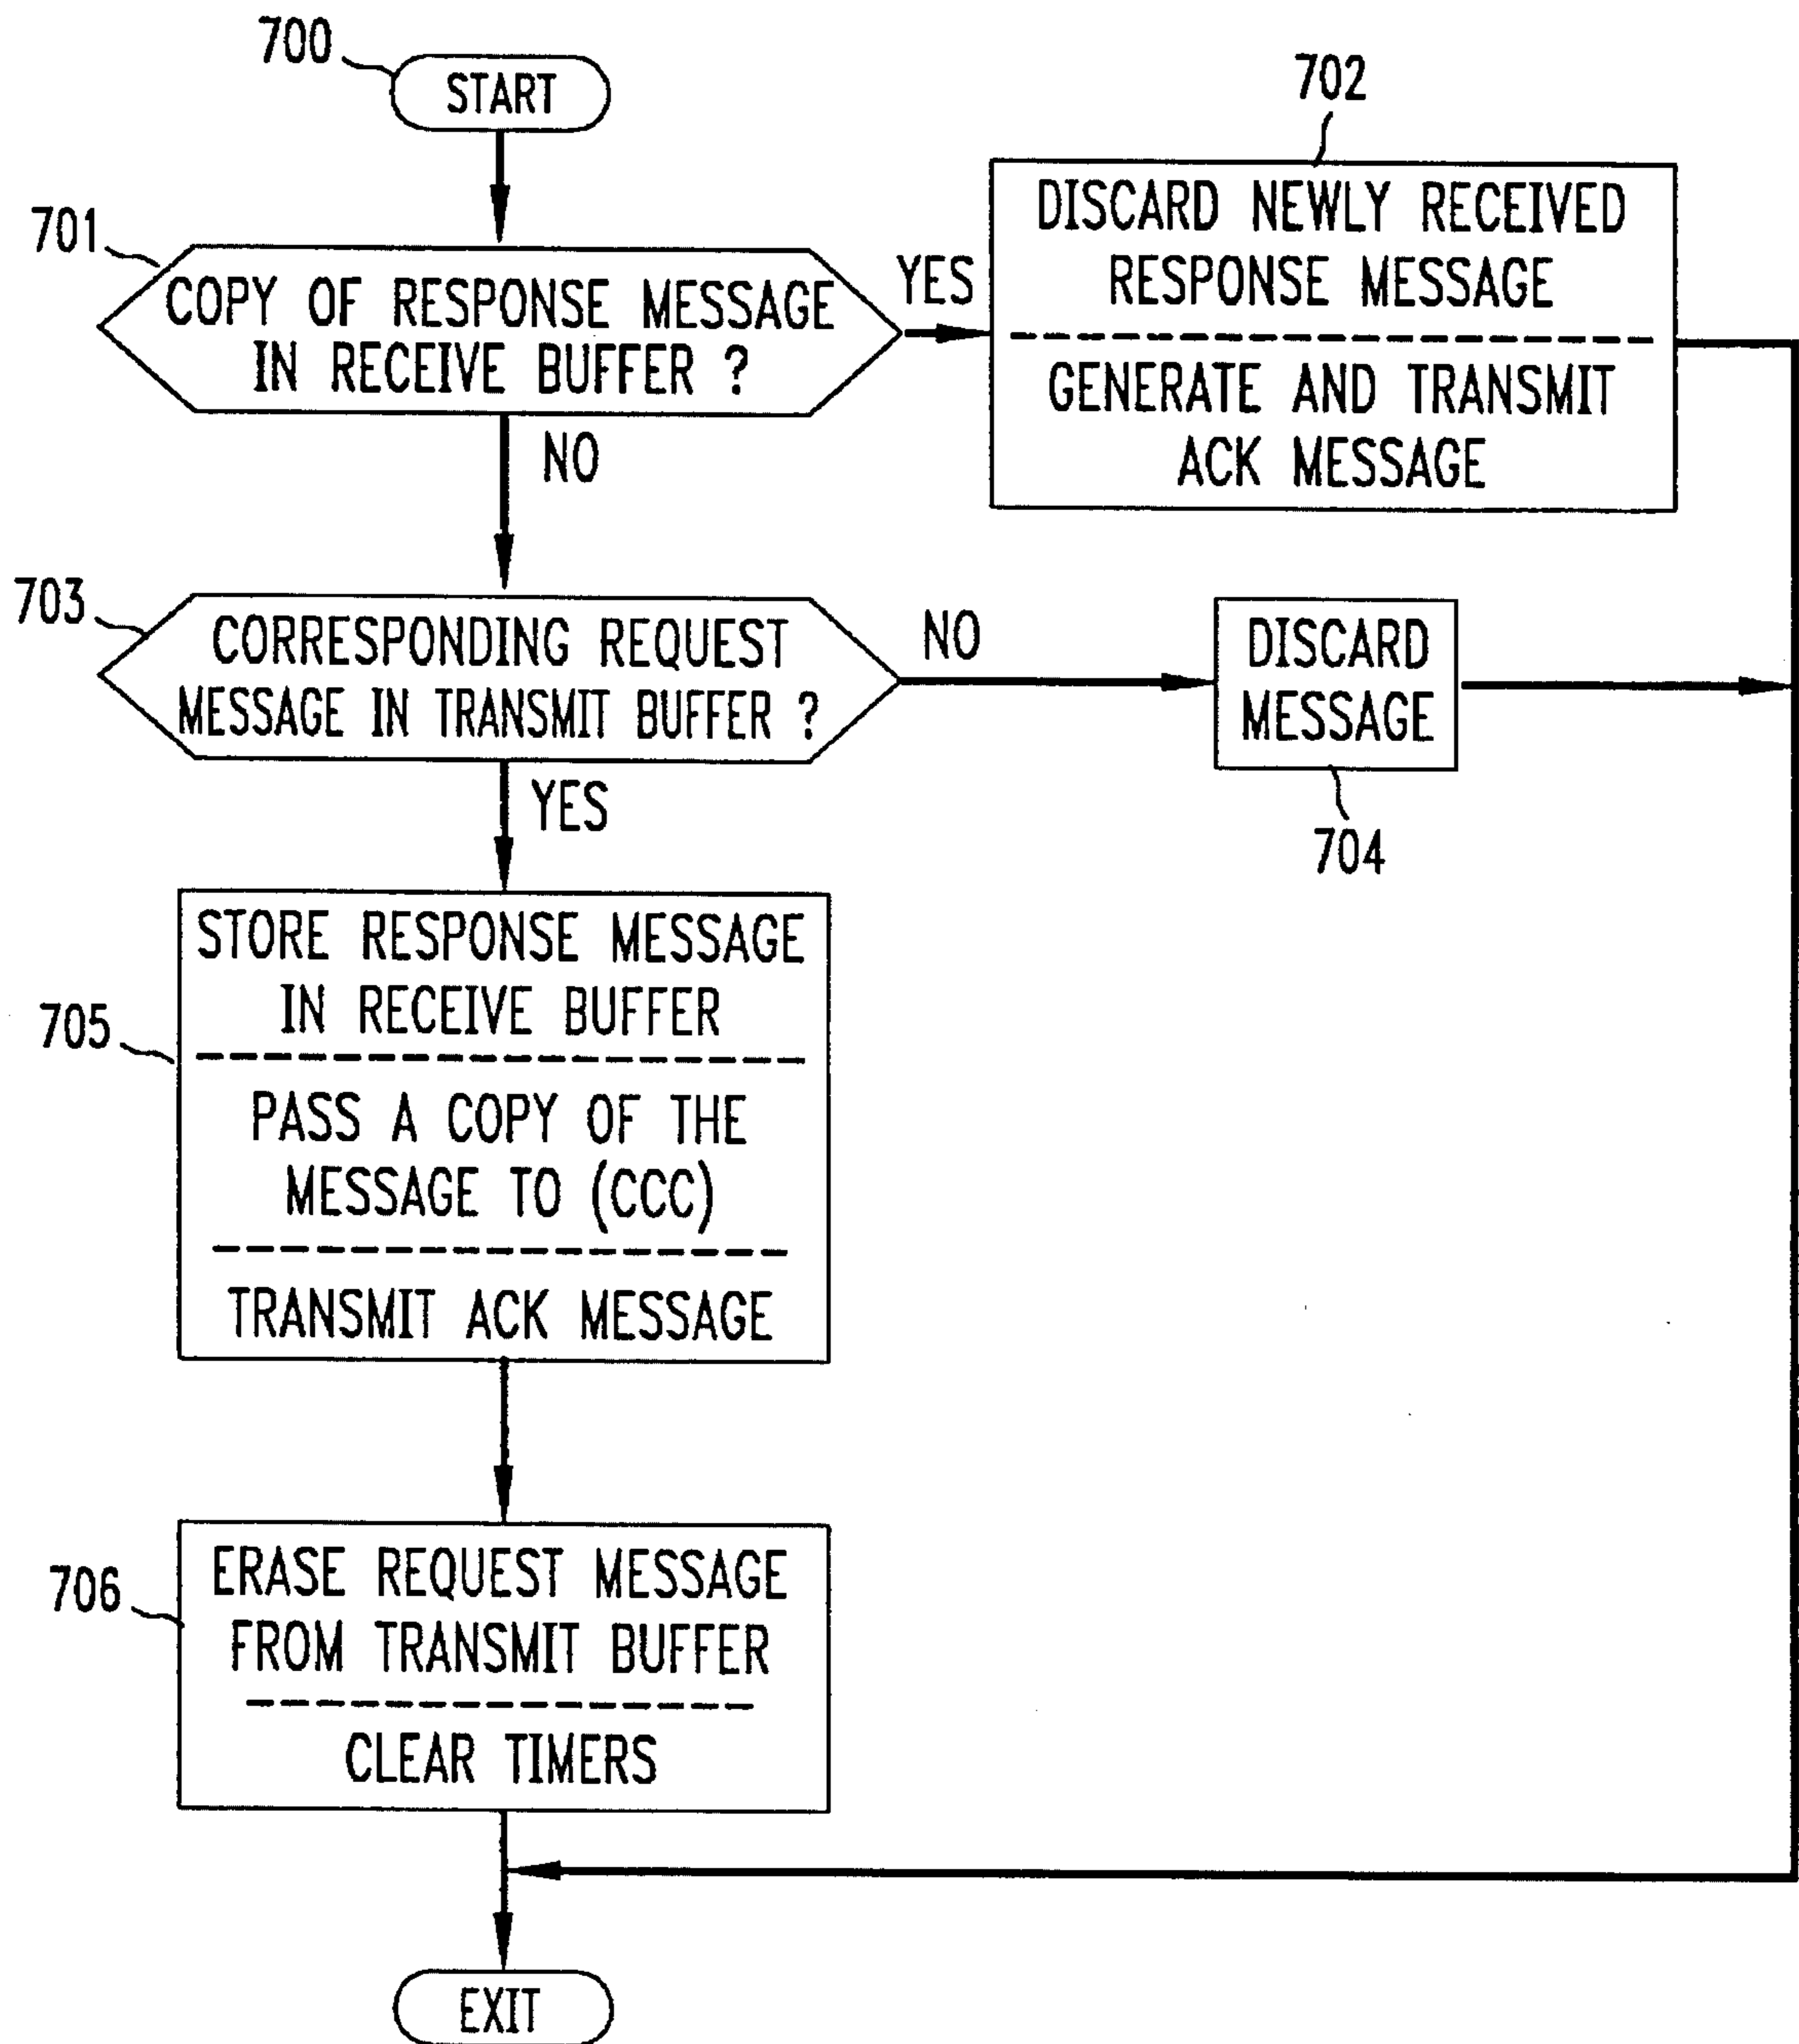 700
START
702
DISCARD NEWLY RECEIVED
RESPONSE MESSAGE
GENERATE AND TRANSMIT
ACK MESSAGE
701
COPY OF RESPONSE MESSAGE
IN RECEIVE BUFFER ?
YES
NO
703
CORRESPONDING REQUEST
MESSAGE IN TRANSMIT BUFFER ?
NO
DISCARD
MESSAGE
704
YES
705
STORE RESPONSE MESSAGE
IN RECEIVE BUFFER
PASS A COPY OF THE
MESSAGE TO (CCC)
TRANSMIT ACK MESSAGE
706
ERASE REQUEST MESSAGE
FROM TRANSMIT BUFFER
CLEAR TIMERS
EXIT